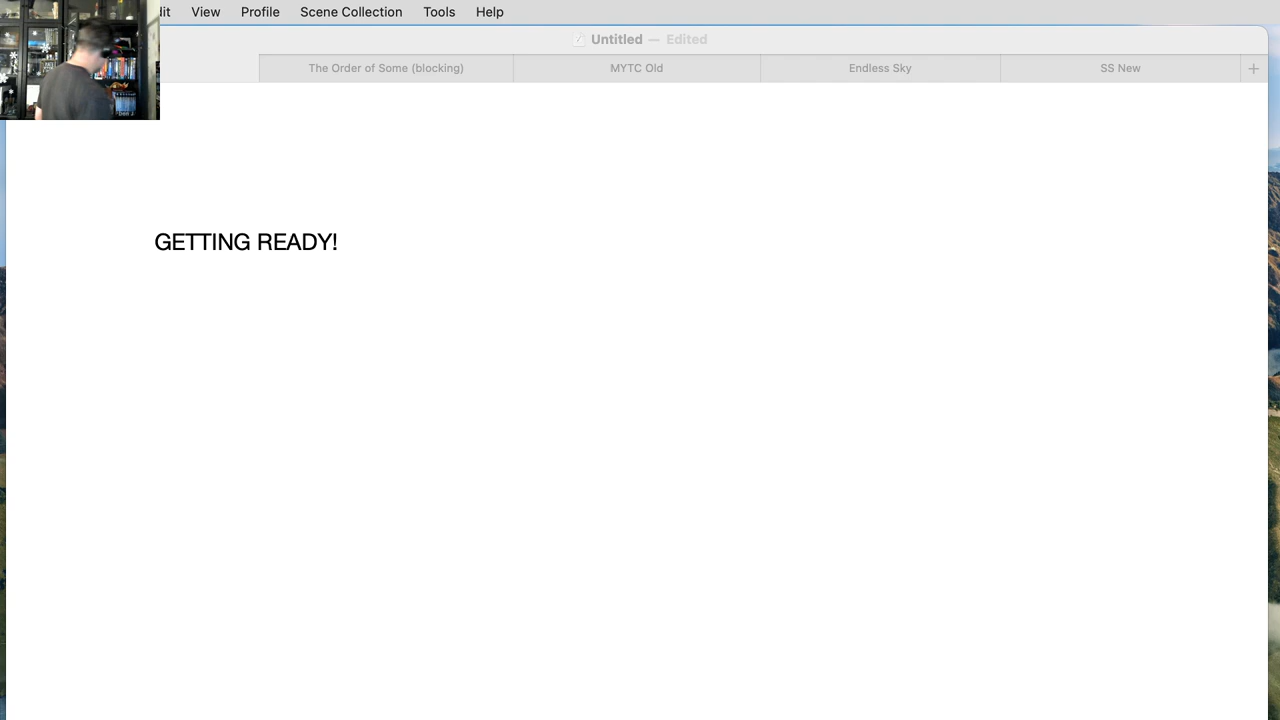 it View Profile Scene Collection Tools Help
Untitled — Edited
The Order of Some (blocking) MYTC Old Endless Sky SS New +
GETTING READY!